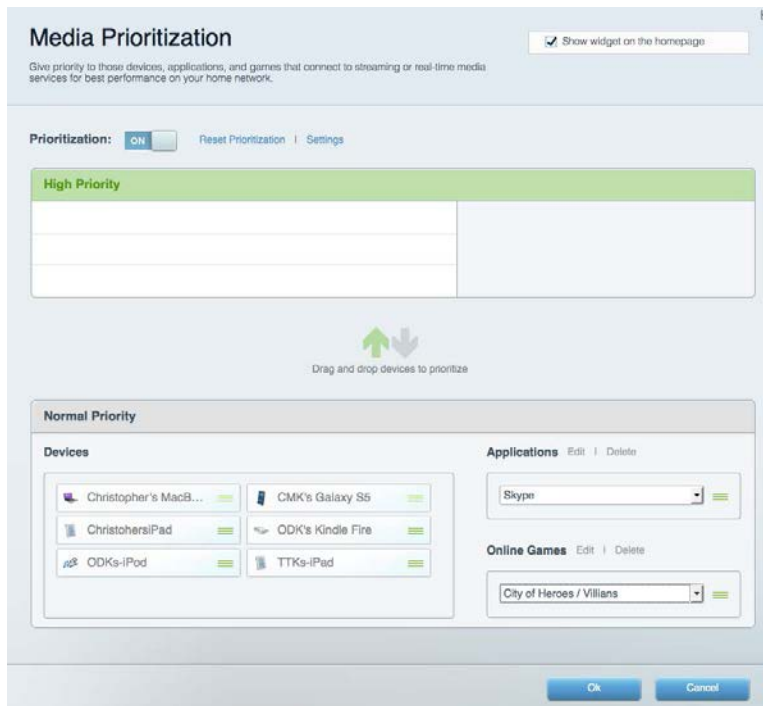 Media Prioritization
Show widget on the homepage
Give priority to those devices, applications, and games that connect to streaming or real-time media
services for best performance on your home network.
Prioritization: ON Reset Prioritization | Settings
High Priority
Drag and drop devices to prioritize
Normal Priority
Devices
Christopher's MacB...
CMK's Galaxy S5
ChristohersiPad
ODK's Kindle Fire
ODKs-iPod
TTKs-iPad
Applications Edit | Delete
Skype
Online Games Edit | Delete
City of Heroes / Villians
Ok
Cancel